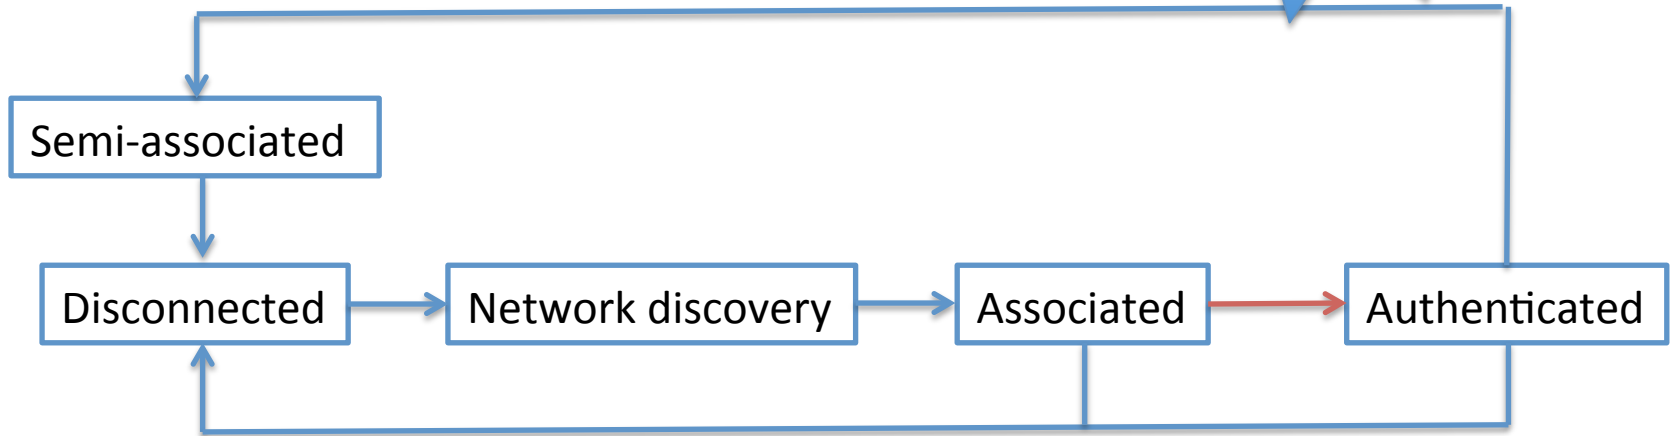 Semi-associated
Disconnected
Network discovery
Associated
Authenticated